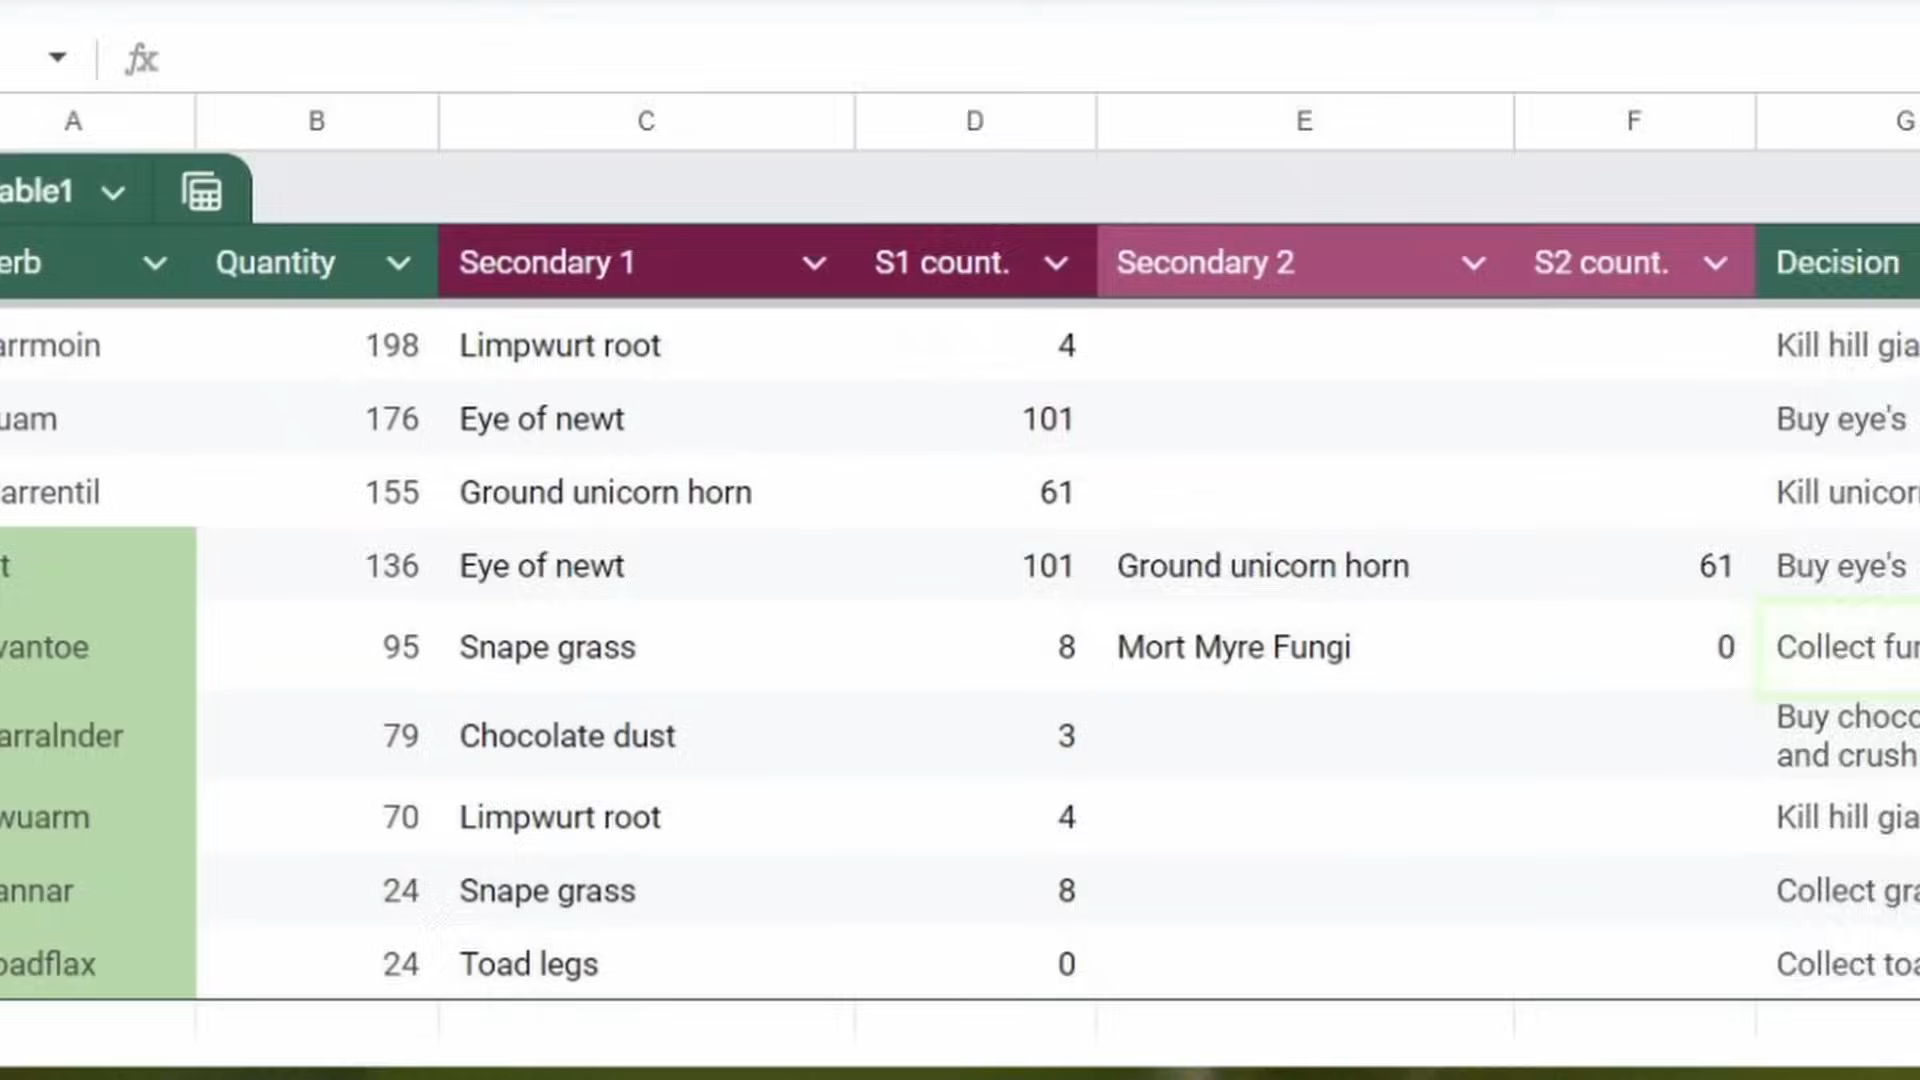 fx
A B C D E F G
able1
erb Quantity Secondary 1 S1 count. Secondary 2 S2 count. Decision
arrmoin 198 Limpwurt root 4 Kill hill gia
uam 176 Eye of newt 101 Buy eye's
arrentil 155 Ground unicorn horn 61 Kill unicorn
t 136 Eye of newt 101 Ground unicorn horn 61 Buy eye's
vantoe 95 Snape grass 8 Mort Myre Fungi 0 Collect fun
arralnder 79 Chocolate dust 3 Buy choco
and crush
wuarm 70 Limpwurt root 4 Kill hill gia
annar 24 Snape grass 8 Collect gra
oadflax 24 Toad legs 0 Collect toa